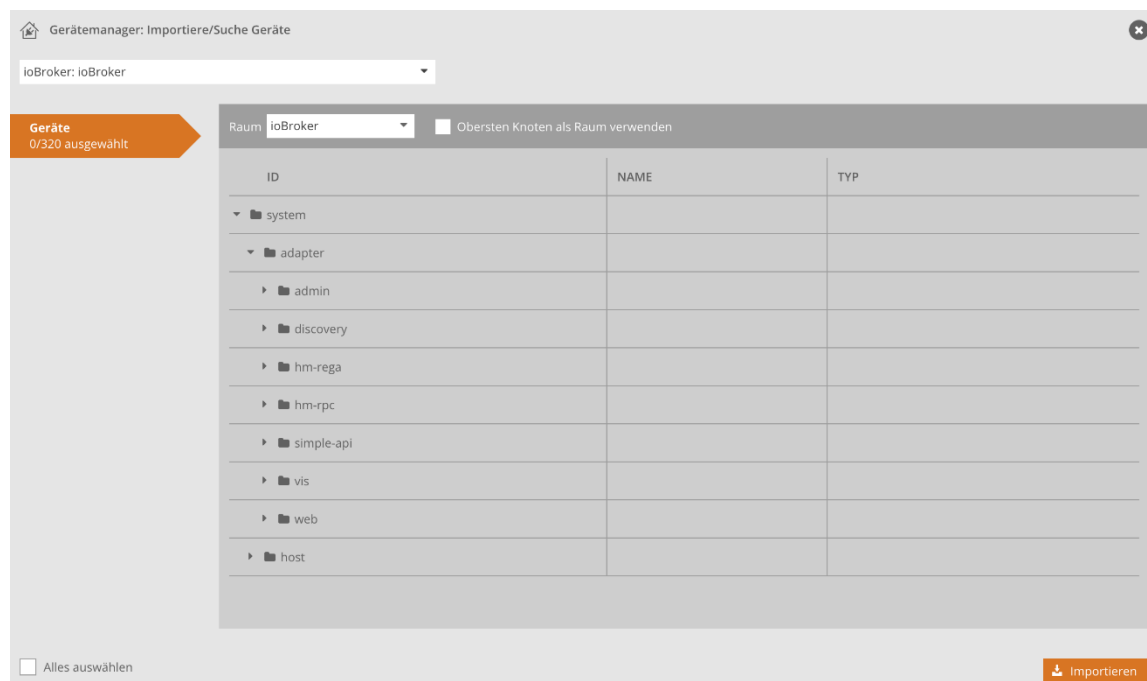 Gerätemanager: Importiere/Suche Geräte
ioBroker: ioBroker
Geräte
0/320 ausgewählt
Raum ioBroker Obersten Knoten als Raum verwenden
ID NAME TYP
system
adapter
admin
discovery
hm-rega
hm-rpc
simple-api
vis
web
host
Alles auswählen Importieren